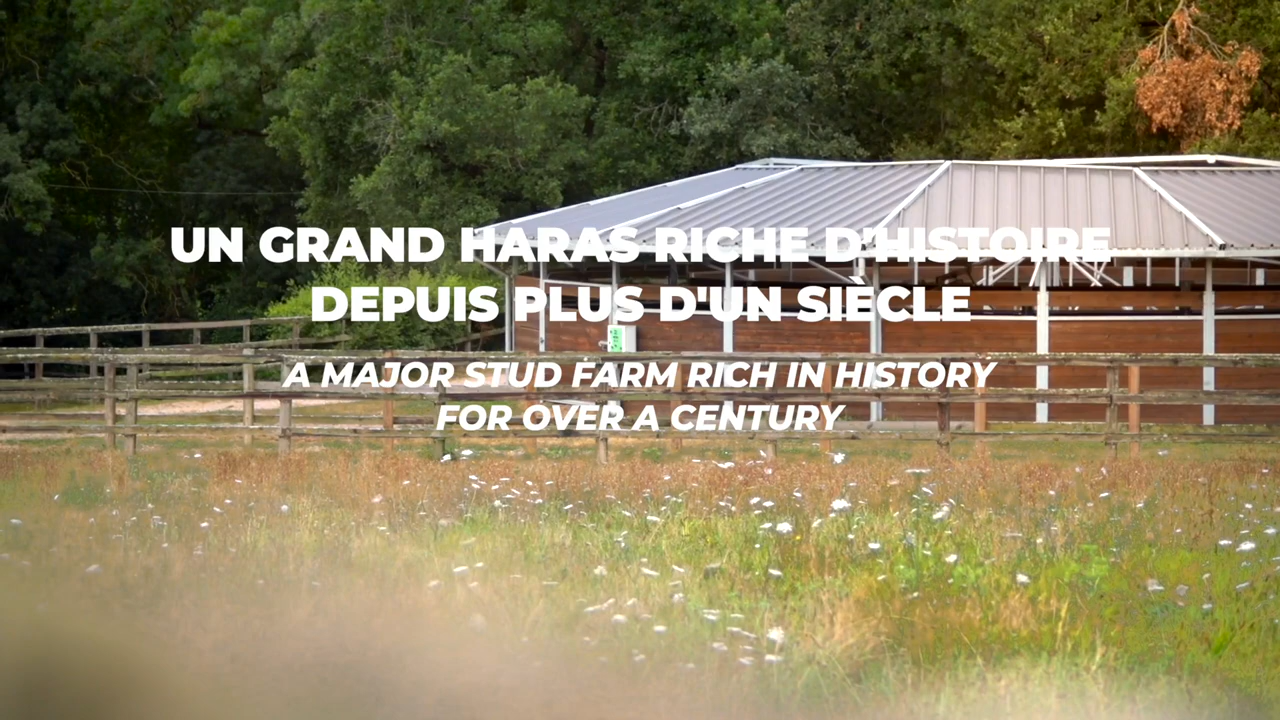 UN GRAND HARAS RICHE D'HISTOIRE
DEPUIS PLUS D'UN SIÈCLE
A MAJOR STUD FARM RICH IN HISTORY
FOR OVER A CENTURY